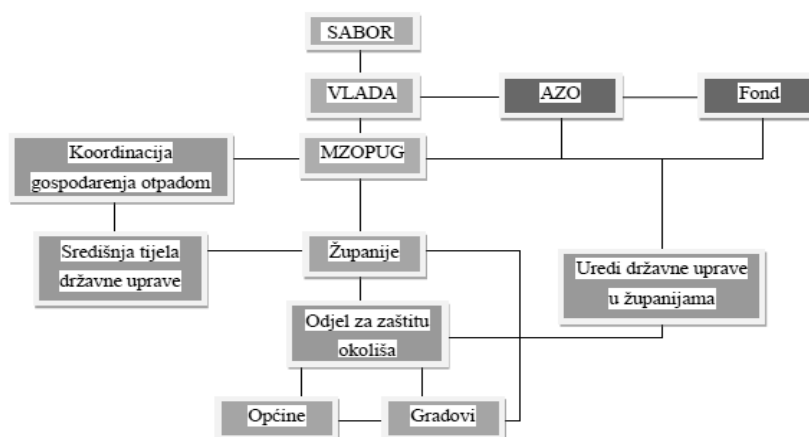 SABOR
VLADA
AZO
Fond
Koordinacija
gospodarenja otpadom
MZOPUG
Središnja tijela
državne uprave
Županije
Uredi državne uprave
u županijama
Odjel za zaštitu
okoliša
Općine
Gradovi